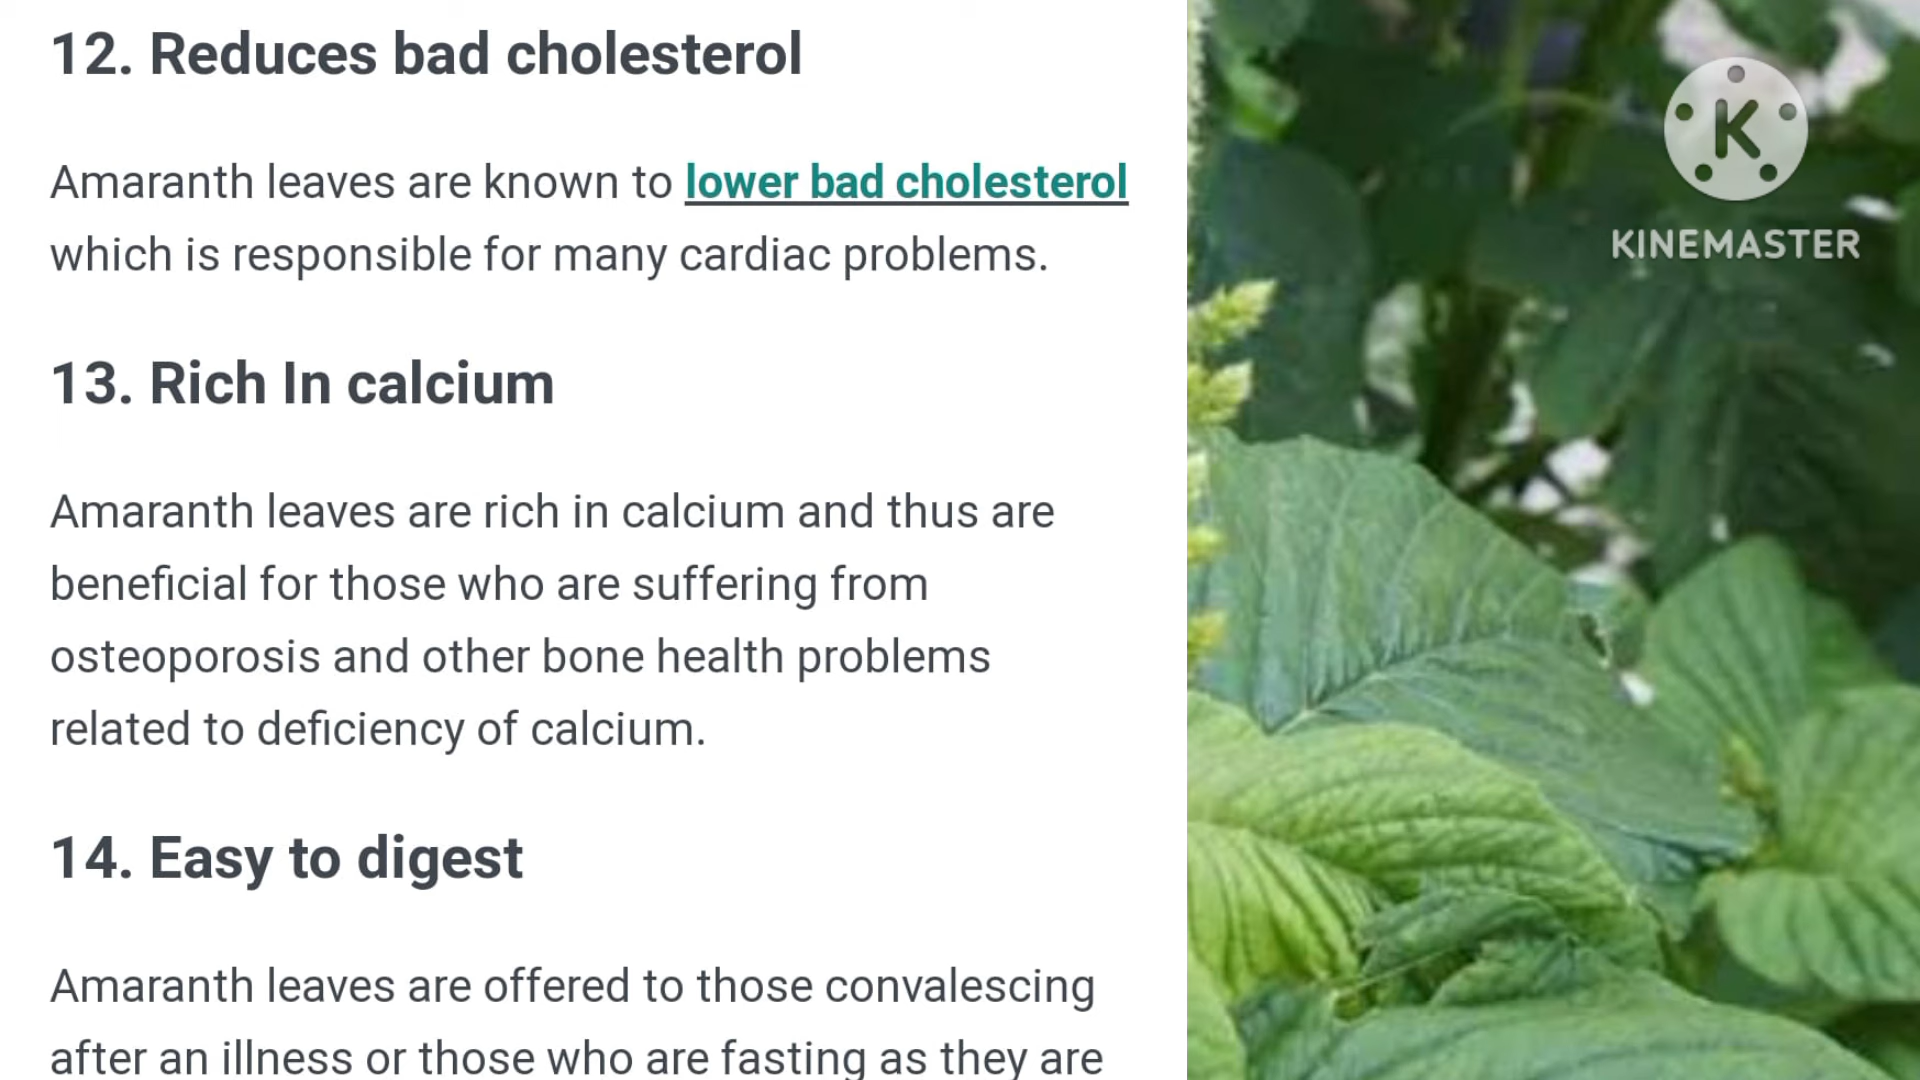 12. Reduces bad cholesterol
Amaranth leaves are known to lower bad cholesterol
which is responsible for many cardiac problems.
13. Rich In calcium
Amaranth leaves are rich in calcium and thus are
beneficial for those who are suffering from
osteoporosis and other bone health problems
related to deficiency of calcium.
14. Easy to digest
Amaranth leaves are offered to those convalescing
after an illness or those who are fasting as they are
K
KINEMASTER